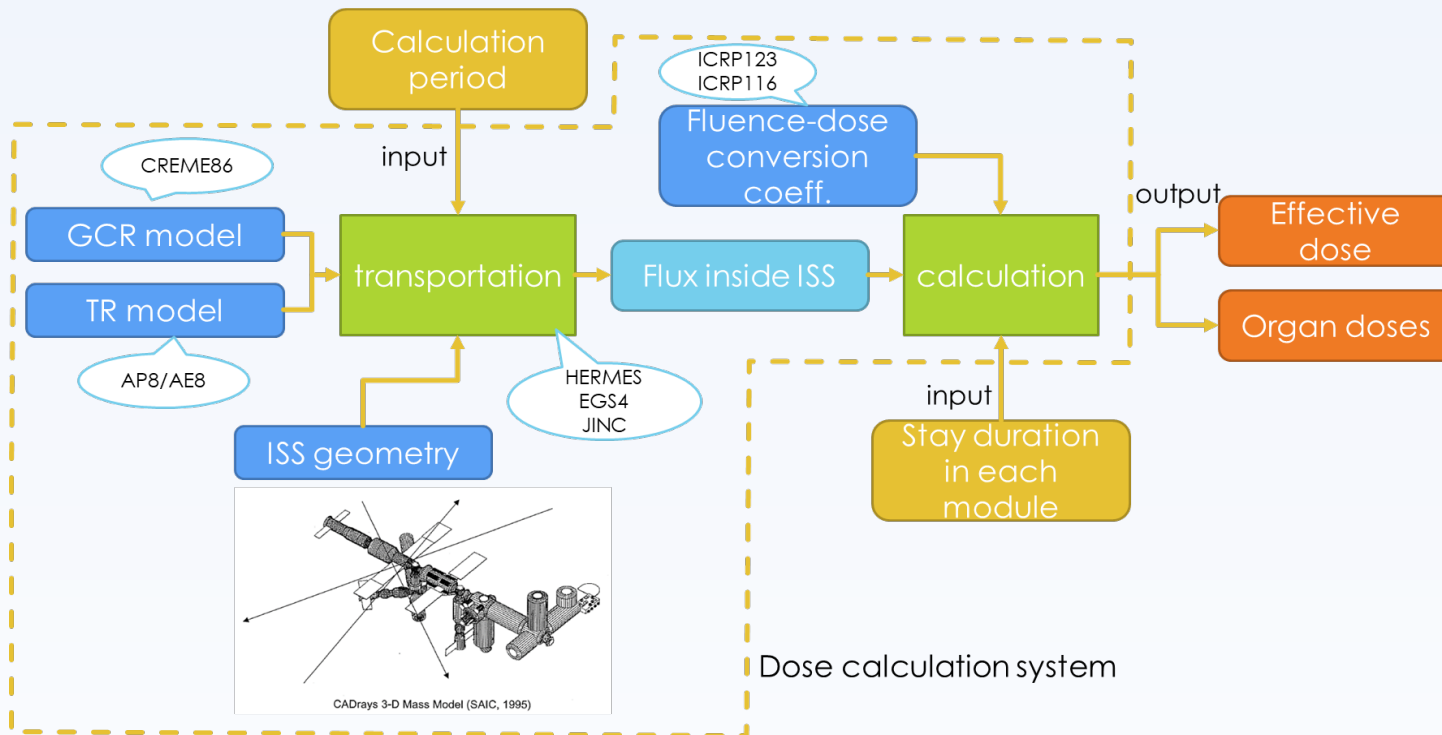 Calculation
period
ICRP123
ICRP116
Fluence-dose
conversion
coeff.
input
CREME86
GCR model
TR model
AP8/AE8
transportation
HERMES
EGS4
JINC
Flux inside ISS
calculation
output
Effective
dose
Organ doses
input
Stay duration
in each
module
ISS geometry
CADrays 3-D Mass Model (SAIC, 1995)
Dose calculation system